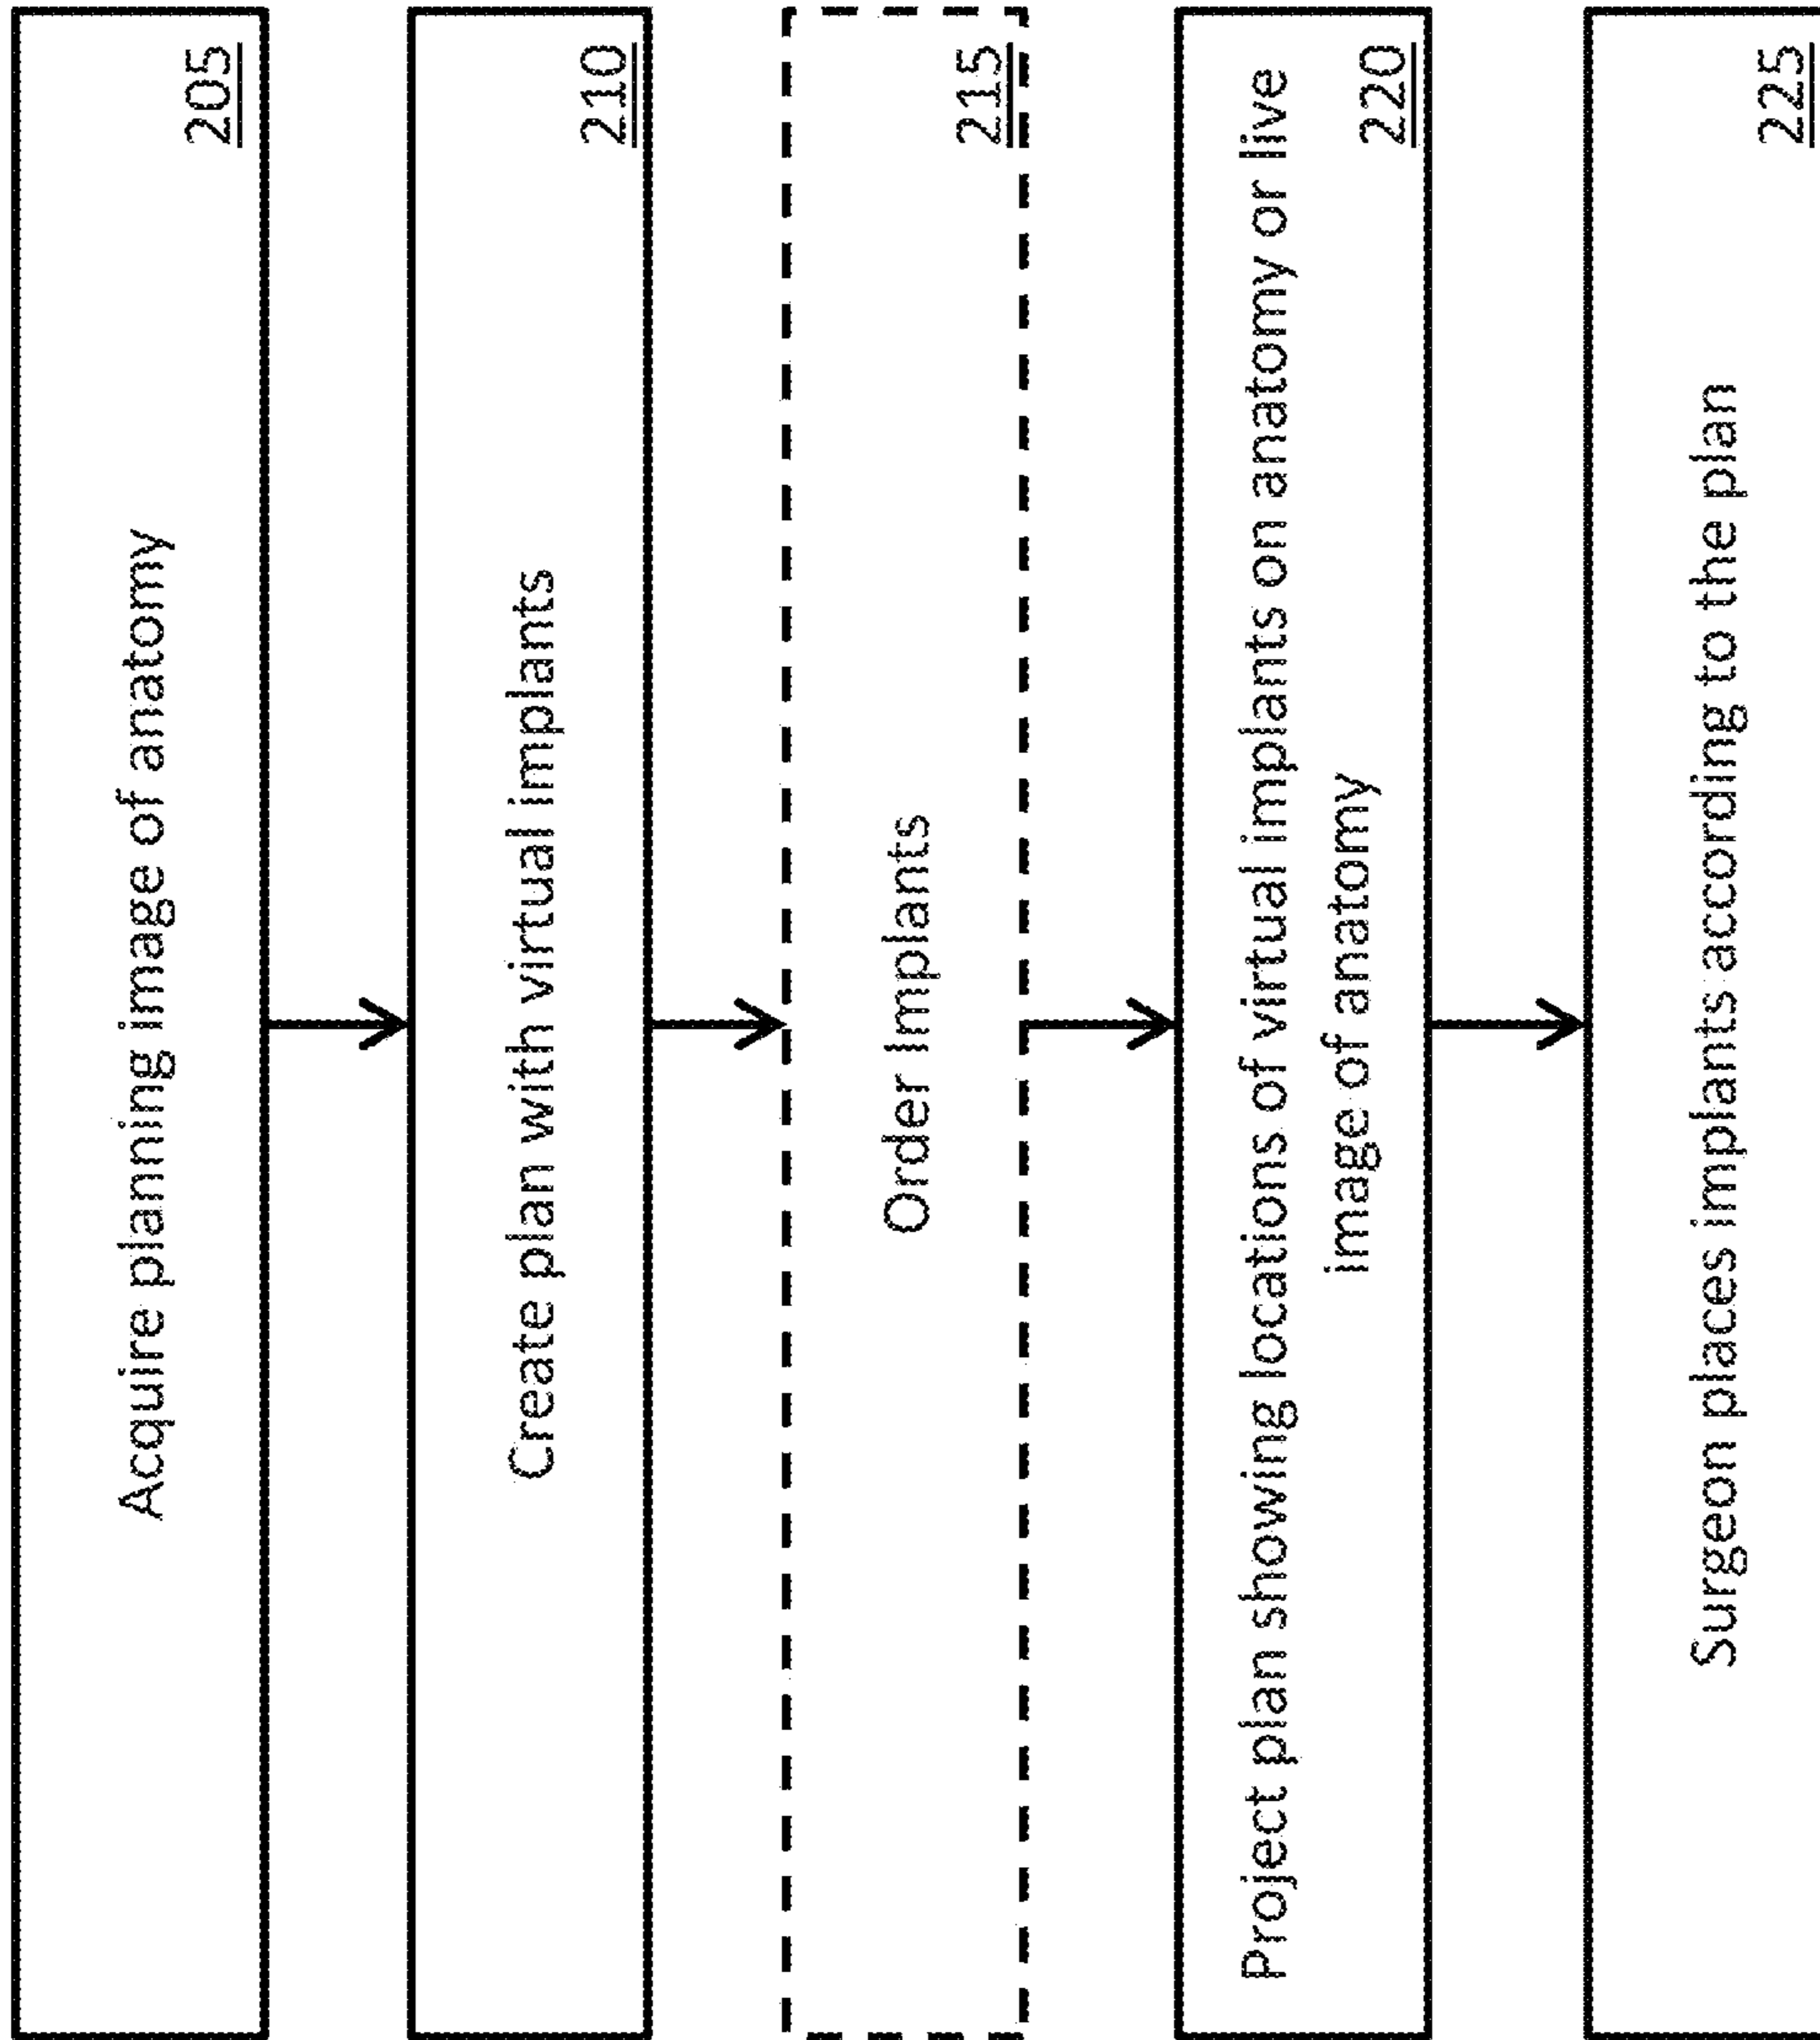 Acquire planning image of anatomy
205
Create plan with virtual implants
210
Order Implants
215
Project plan showing locations of virtual implants on anatomy or live
image of anatomy
220
Surgeon places implants according to the plan
225